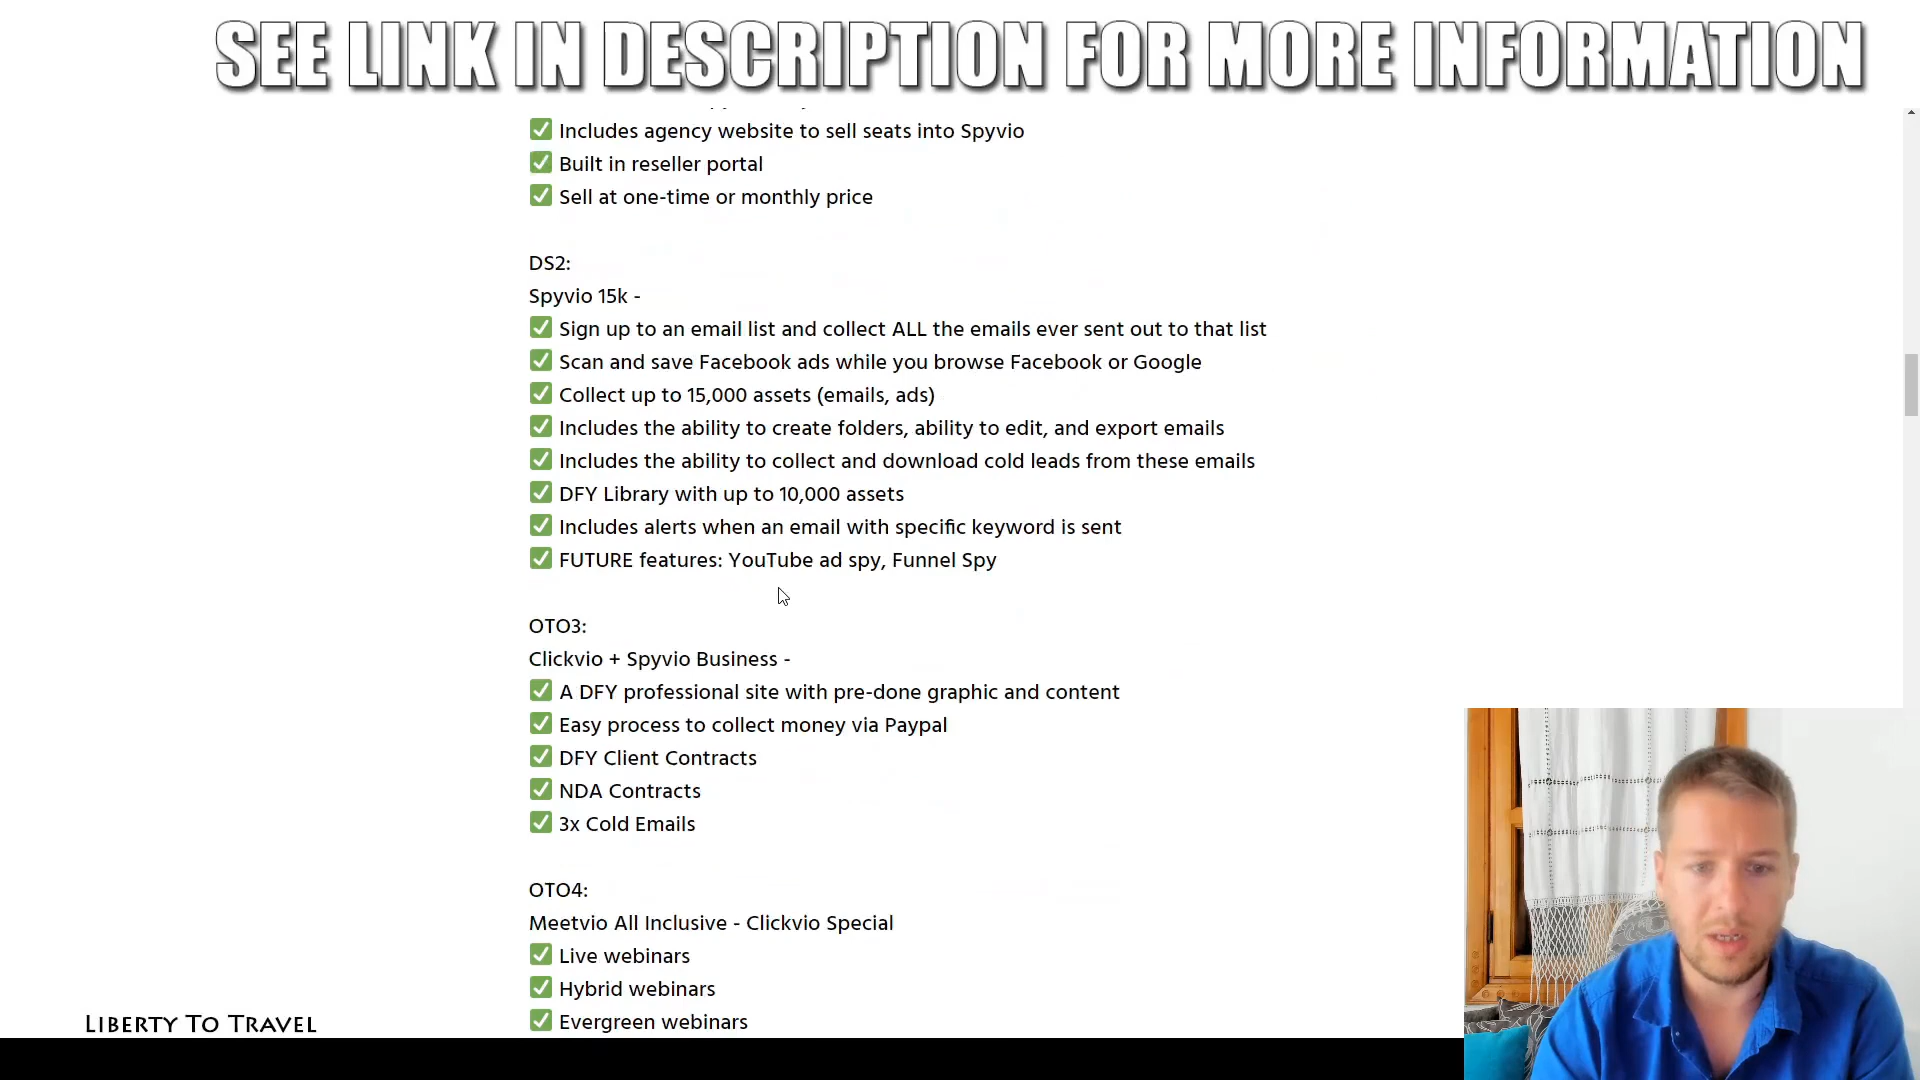 SEE LINK IN DESCRIPTION FOR MORE INFORMATION
Includes agency website to sell seats into Spyvio
Built in reseller portal
Sell at one-time or monthly price
DS2:
Spyvio 15k -
Sign up to an email list and collect ALL the emails ever sent out to that list
Scan and save Facebook ads while you browse Facebook or Google
Collect up to 15,000 assets (emails, ads)
Includes the ability to create folders, ability to edit, and export emails
Includes the ability to collect and download cold leads from these emails
DFY Library with up to 10,000 assets
Includes alerts when an email with specific keyword is sent
FUTURE features: YouTube ad spy, Funnel Spy
OTO3:
Clickvio + Spyvio Business -
A DFY professional site with pre-done graphic and content
Easy process to collect money via Paypal
DFY Client Contracts
NDA Contracts
3x Cold Emails
OTO4:
Meetvio All Inclusive - Clickvio Special
Live webinars
Hybrid webinars
Evergreen webinars
LIBERTY TO TRAVEL